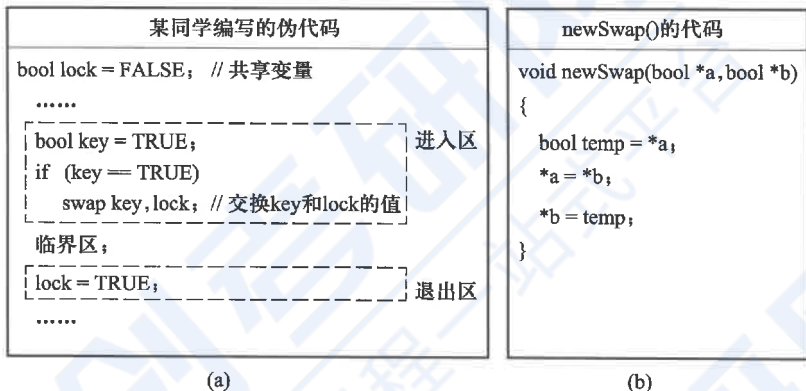 某同学编写的伪代码
bool lock = FALSE; // 共享变量
……
bool key = TRUE;
进入区
if (key == TRUE)
swap key,lock; // 交换key和lock的值
临界区;
lock = TRUE;
退出区
……
(a)
newSwap()的代码
void newSwap(bool *a,bool *b)
{
bool temp = *a;
*a = *b;
*b = temp;
}
(b)